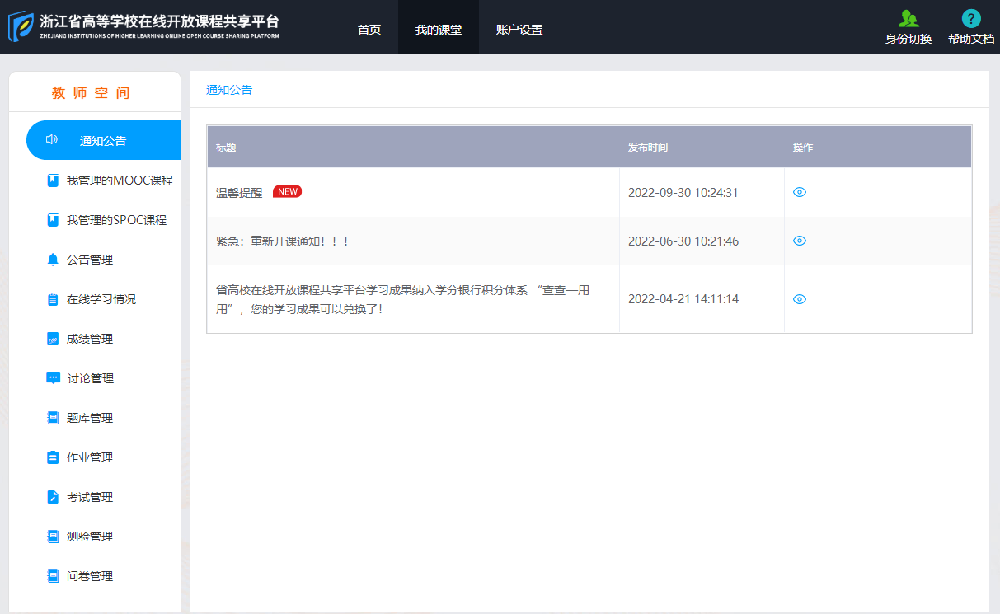 浙江省高等学校在线开放课程共享平台
ZHEJIANG INSTITUTIONS OF HIGHER LEARNING ONLINE OPEN COURSE SHARING PLATFORM
首页
我的课堂
账户设置
身份切换
?
帮助文档
教师空间
通知公告
我管理的MOOC课程
我管理的SPOC课程
公告管理
在线学习情况
成绩管理
讨论管理
题库管理
作业管理
考试管理
测验管理
问卷管理
通知公告
标题 发布时间 操作
温馨提醒 NEW 2022-09-30 10:24:31
紧急：重新开课通知！！！ 2022-06-30 10:21:46
省高校在线开放课程共享平台学习成果纳入学分银行积分体系 “查查—用
用”，您的学习成果可以兑换了！ 2022-04-21 14:11:14